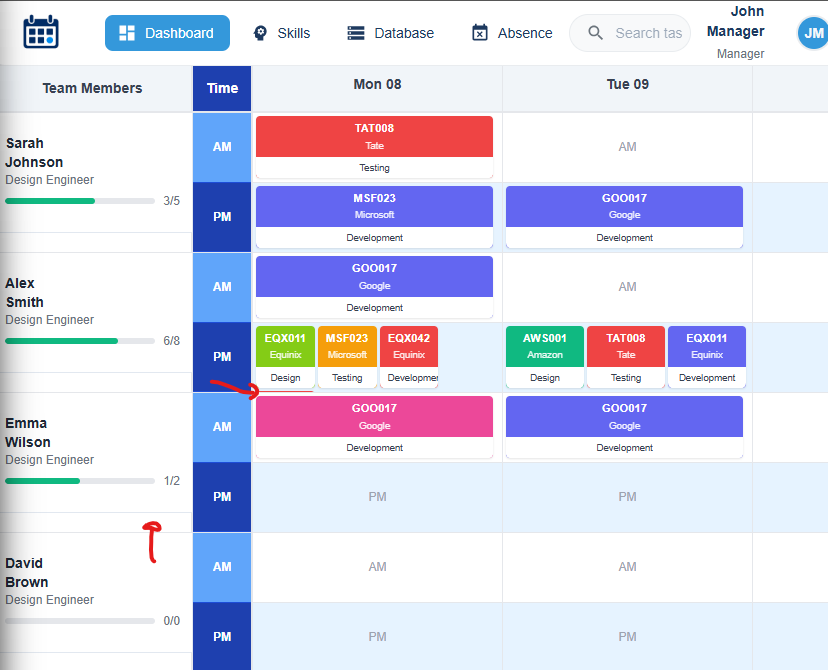 Dashboard Skills Database Absence Search tas John Manager Manager JM
Team Members Time Mon 08 Tue 09
Sarah Johnson
Design Engineer
3/5
AM
TAT008
Tate
Testing
AM
PM
MSF023
Microsoft
Development
GOO017
Google
Development
Alex Smith
Design Engineer
6/8
AM
GOO017
Google
Development
AM
PM
EQX011
Equinix
Design
MSF023
Microsoft
Testing
EQX042
Equinix
Developmer
AWS001
Amazon
Design
TAT008
Tate
Testing
EQX011
Equinix
Development
Emma Wilson
Design Engineer
1/2
AM
GOO017
Google
Development
GOO017
Google
Development
PM
PM
PM
David Brown
Design Engineer
0/0
AM
AM
AM
PM
PM
PM